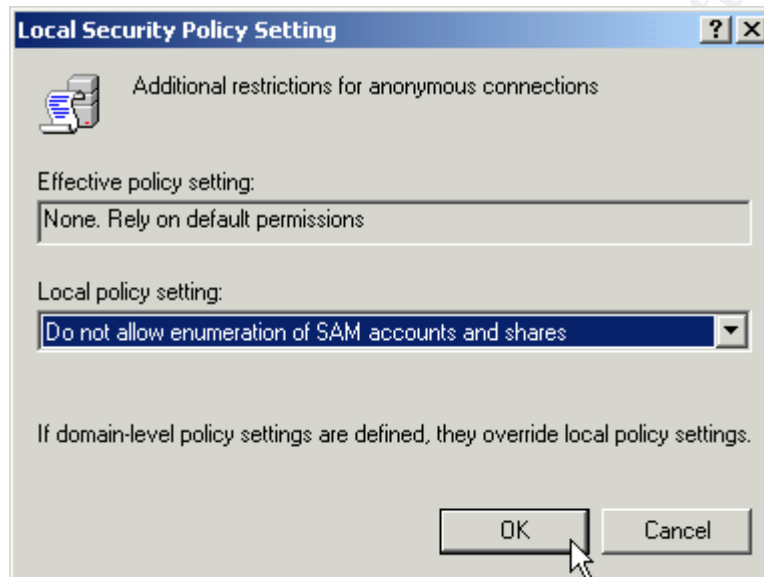 Local Security Policy Setting
Additional restrictions for anonymous connections
Effective policy setting:
None. Rely on default permissions
Local policy setting:
Do not allow enumeration of SAM accounts and shares
If domain-level policy settings are defined, they override local policy settings.
OK Cancel